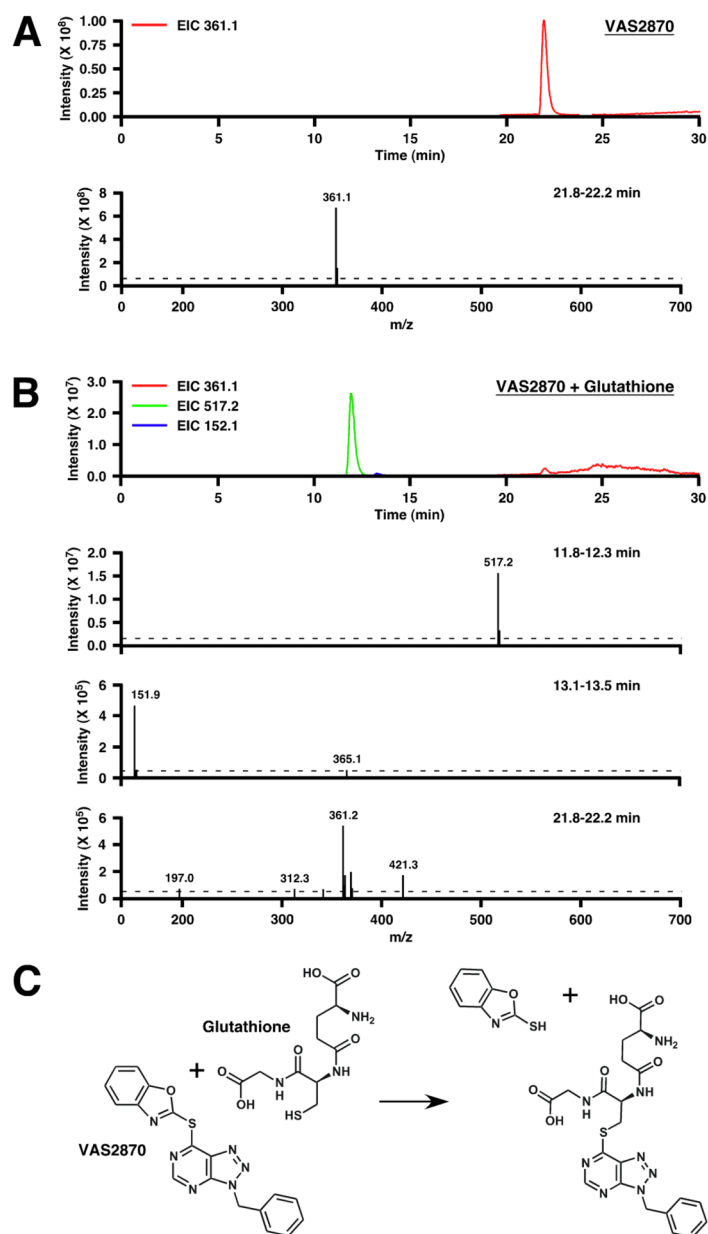 A
EIC 361.1
VAS2870
Intensity (X 10⁸)
1.00
0.75
0.50
0.25
0.00
0 5 10 15 20 25 30
Time (min)
21.8-22.2 min
Intensity (X 10⁸)
8
6
4
2
0
361.1
0 200 300 400 500 600 700
m/z
B
EIC 361.1
EIC 517.2
EIC 152.1
VAS2870 + Glutathione
Intensity (X 10⁷)
3.0
2.0
1.0
0.0
0 5 10 15 20 25 30
Time (min)
11.8-12.3 min
Intensity (X 10⁷)
2.0
1.5
1.0
0.5
0.0
517.2
13.1-13.5 min
Intensity (X 10⁵)
6
4
2
0
151.9
365.1
21.8-22.2 min
Intensity (X 10⁵)
6
4
2
0
197.0
312.3
361.2
421.3
0 200 300 400 500 600 700
m/z
C
Glutathione
HO
O
NH₂
O
O
N
H
NH
O
OH
HS
+
VAS2870
O
N
S
N
N
N
N
N
O
N
SH
+
HO
O
NH₂
O
O
NH
N
H
O
OH
S
N
N
N
N
N